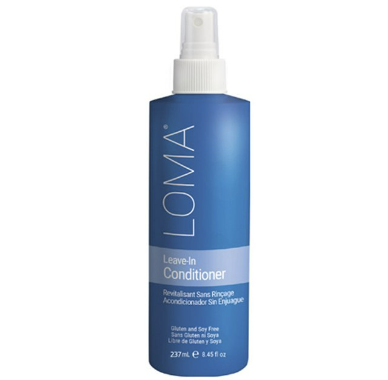 LOMA®
Leave-In
Conditioner
Revitalisant Sans Rinçage
Acondicionador Sin Enjuague
Gluten and Soy Free
Sans Gluten ni Soya
Libre de Gluten y Soya
237 mL ℮ 8.45 fl oz